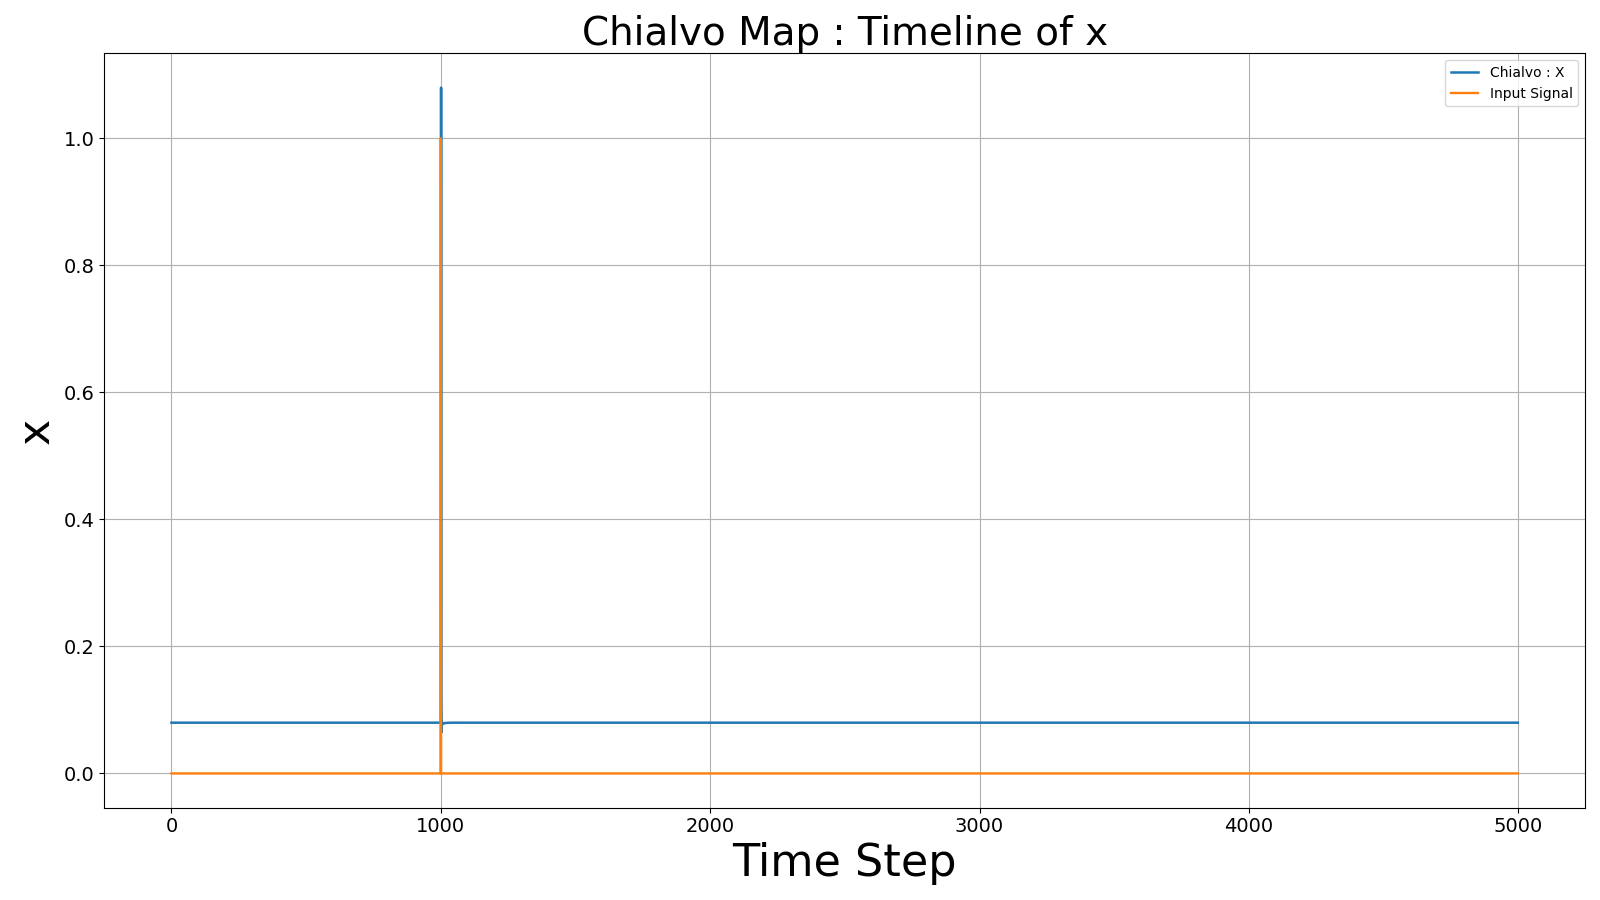 Chialvo Map : Timeline of x
Chialvo : X
Input Signal
1.0
0.8
0.6
0.4
0.2
0.0
x
0 1000 2000 3000 4000 5000
Time Step